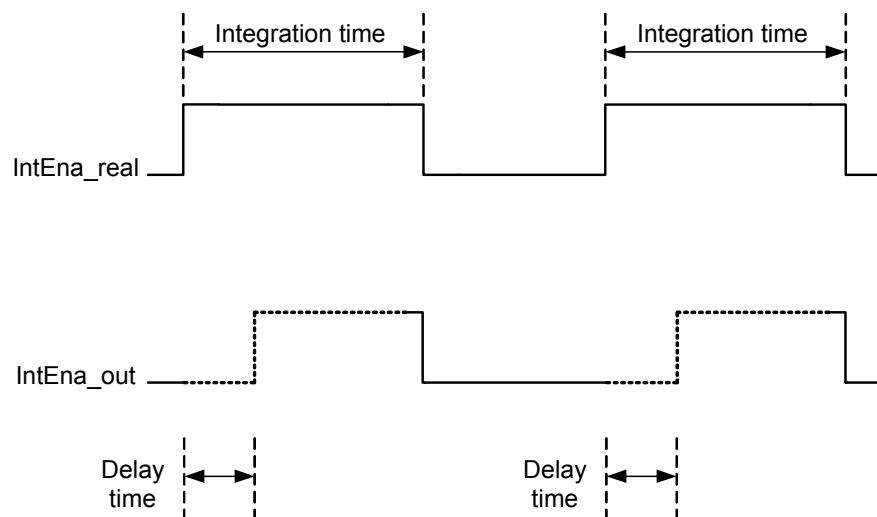 Integration time
Integration time
IntEna_real
IntEna_out
Delay
time
Delay
time